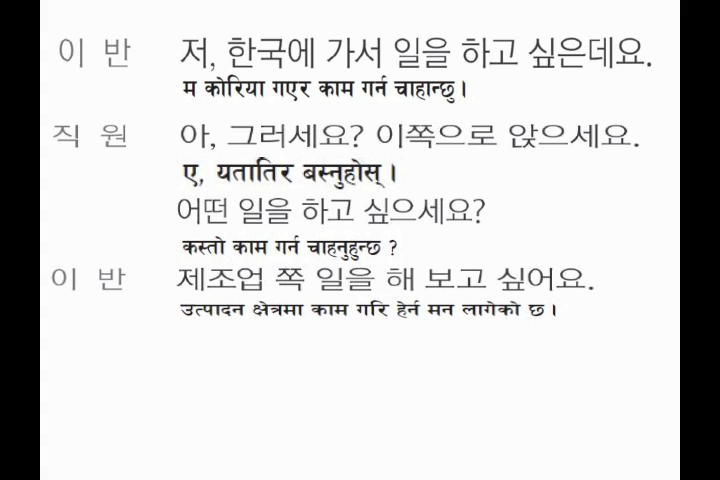 이 반 저, 한국에 가서 일을 하고 싶은데요.
म कोरिया गएर काम गर्न चाहान्छु।
직 원 아, 그러세요? 이쪽으로 앉으세요.
ए, यतातिर बस्नुहोस्।
어떤 일을 하고 싶으세요?
कस्तो काम गर्न चाहनुहुन्छ ?
이 반 제조업 쪽 일을 해 보고 싶어요.
उत्पादन क्षेत्रमा काम गरि हेर्न मन लागेको छ।